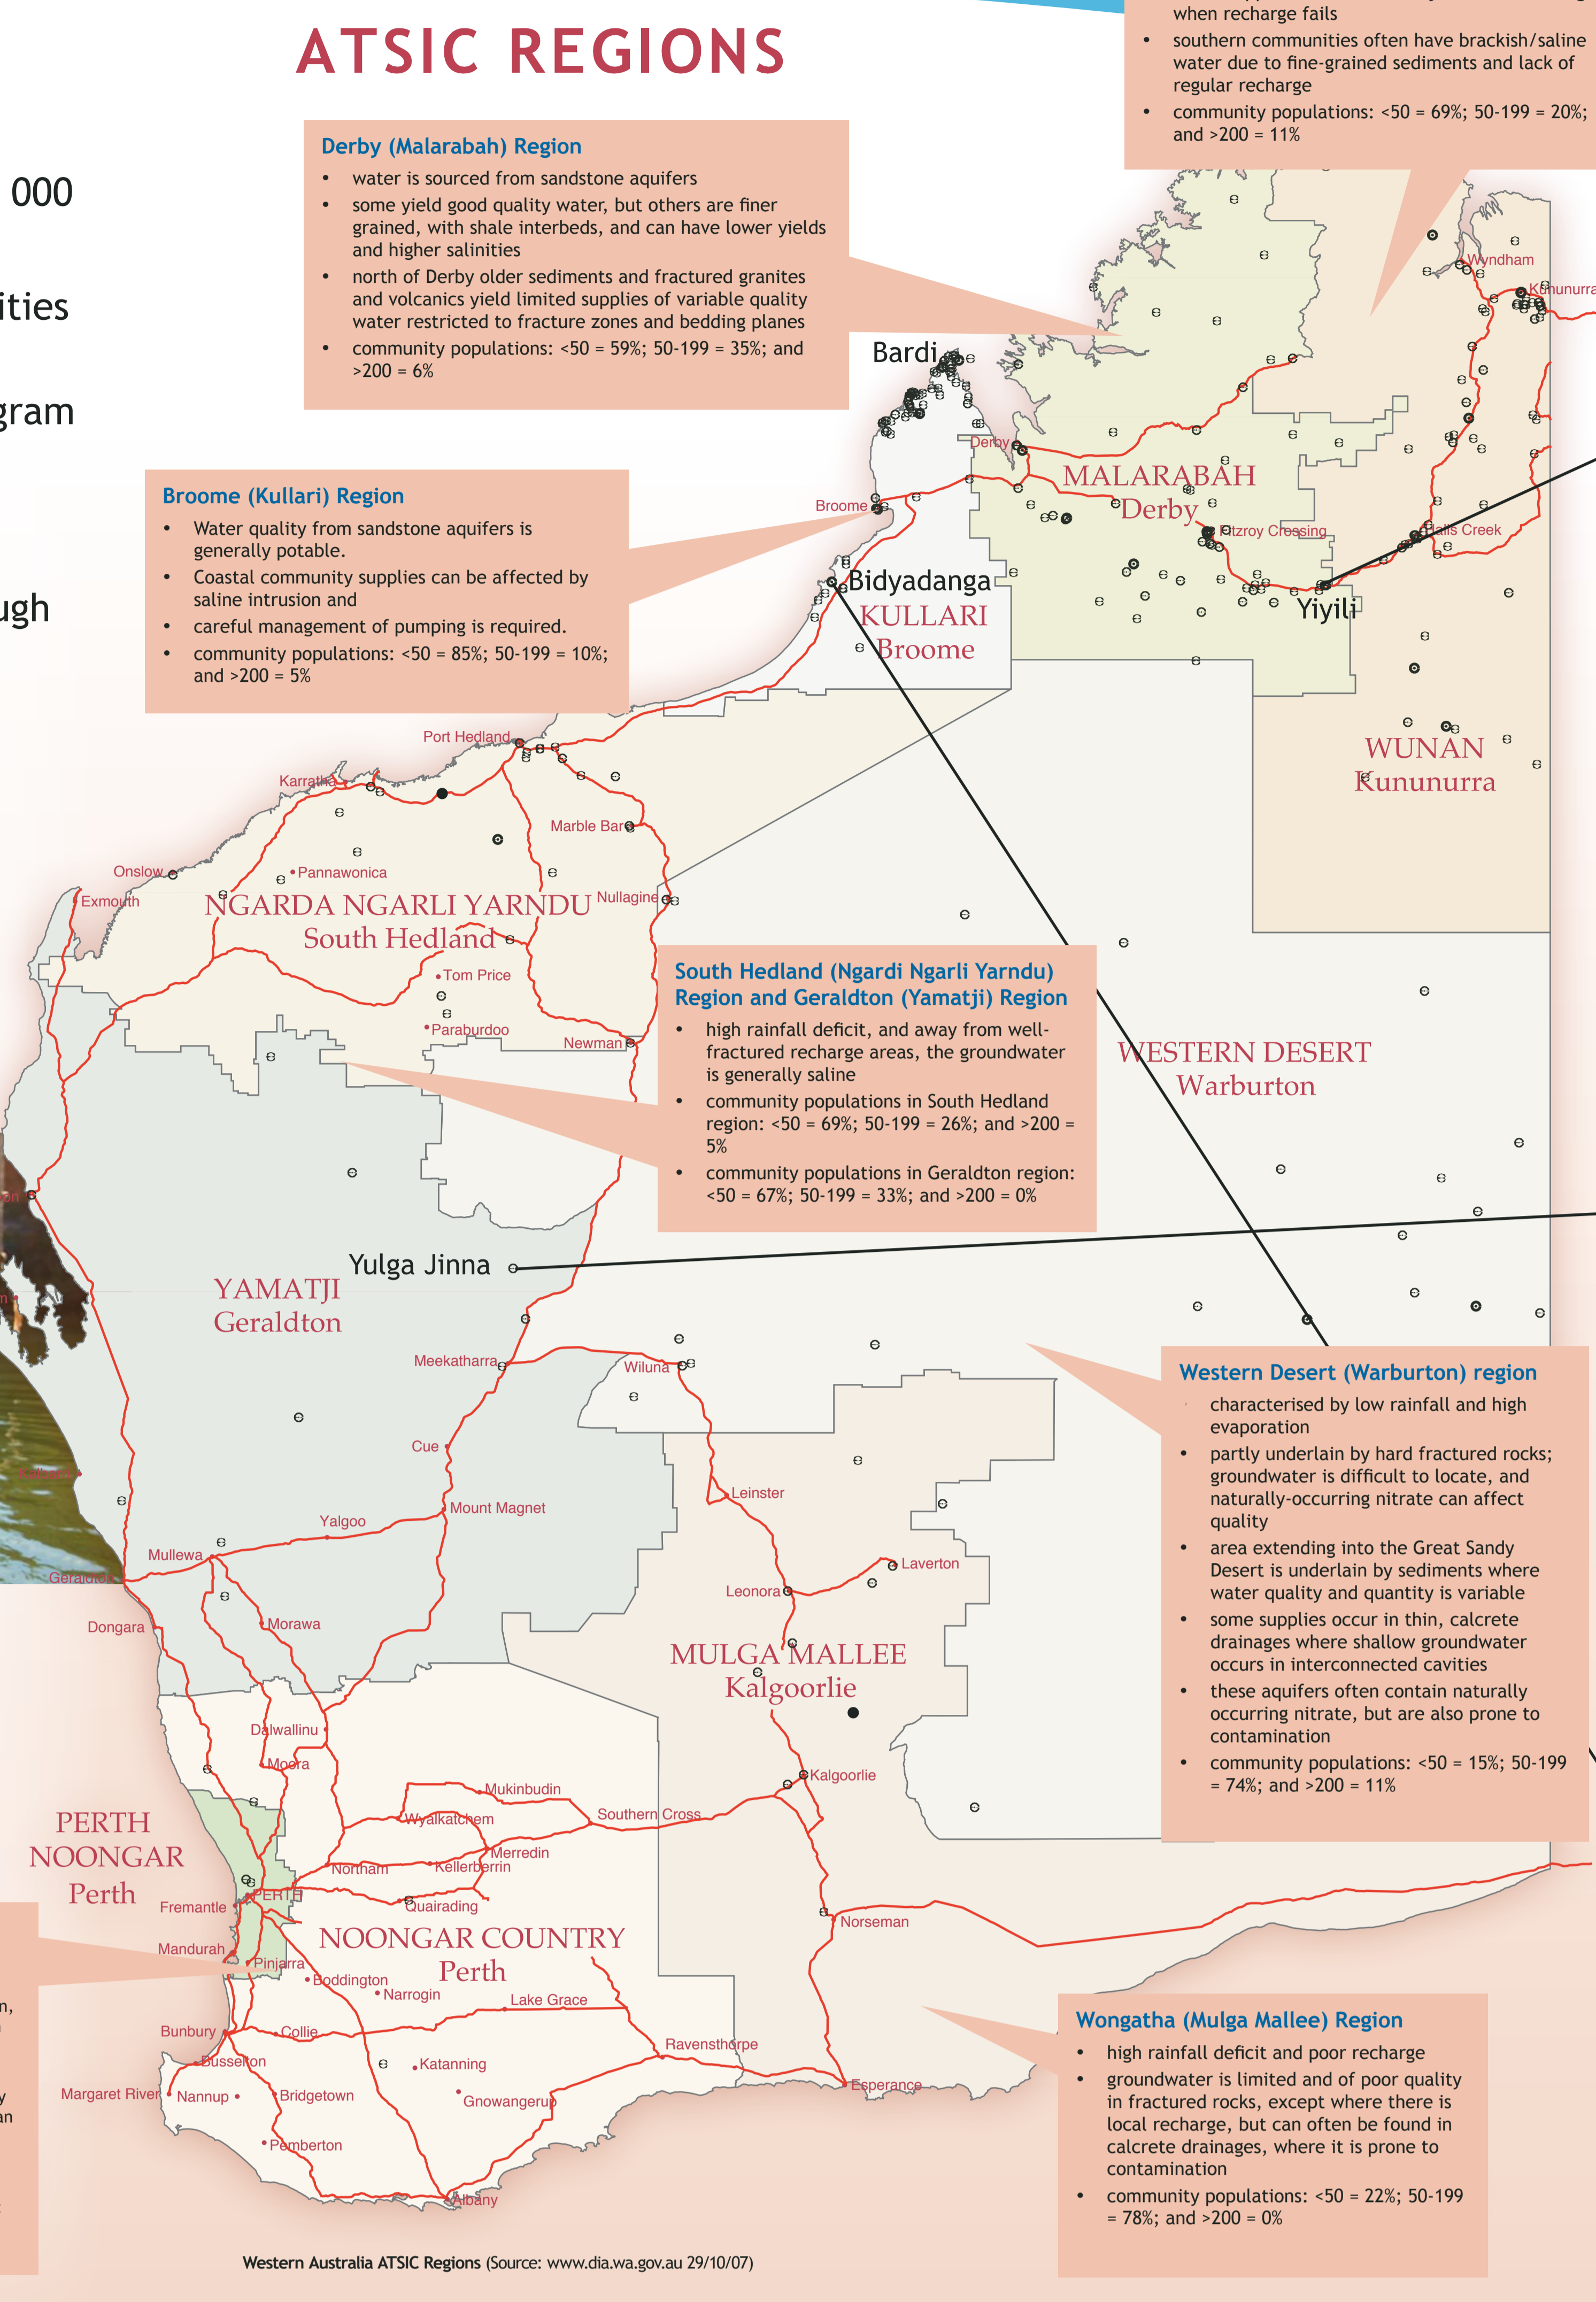 ATSIC REGIONS
000
ities
gram
ugh
when recharge fails
• southern communities often have brackish/saline
water due to fine-grained sediments and lack of
regular recharge
• community populations: <50 = 69%; 50-199 = 20%;
and >200 = 11%
Derby (Malarabah) Region
• water is sourced from sandstone aquifers
• some yield good quality water, but others are finer
grained, with shale interbeds, and can have lower yields
and higher salinities
• north of Derby older sediments and fractured granites
and volcanics yield limited supplies of variable quality
water restricted to fracture zones and bedding planes
• community populations: <50 = 59%; 50-199 = 35%; and
>200 = 6%
Broome (Kullari) Region
• Water quality from sandstone aquifers is
generally potable.
• Coastal community supplies can be affected by
saline intrusion and
• careful management of pumping is required.
• community populations: <50 = 85%; 50-199 = 10%;
and >200 = 5%
Wyndham
Kununurra
Bardi
Derby
MALARABAH
Derby
Broome
Fitzroy Crossing
Halls Creek
Bidyadanga
Yiyili
KULLARI
Broome
Port Hedland
WUNAN
Kununurra
Karratha
Marble Bar
Onslow
Pannawonica
Exmouth
NGARDA NGARLI YARNDU
South Hedland
Nullagine
Tom Price
Paraburdoo
Newman
South Hedland (Ngardi Ngarli Yarndu)
Region and Geraldton (Yamatji) Region
• high rainfall deficit, and away from well-
fractured recharge areas, the groundwater
is generally saline
• community populations in South Hedland
region: <50 = 69%; 50-199 = 26%; and >200 =
5%
• community populations in Geraldton region:
<50 = 67%; 50-199 = 33%; and >200 = 0%
WESTERN DESERT
Warburton
Yulga Jinna
YAMATJI
Geraldton
Meekatharra
Wiluna
Cue
Leinster
Mount Magnet
Yalgoo
Mullewa
Geraldton
Laverton
Leonora
Dongara
Morawa
MULGA MALLEE
Kalgoorlie
Western Desert (Warburton) region
• characterised by low rainfall and high
evaporation
• partly underlain by hard fractured rocks;
groundwater is difficult to locate, and
naturally-occurring nitrate can affect
quality
• area extending into the Great Sandy
Desert is underlain by sediments where
water quality and quantity is variable
• some supplies occur in thin, calcrete
drainages where shallow groundwater
occurs in interconnected cavities
• these aquifers often contain naturally
occurring nitrate, but are also prone to
contamination
• community populations: <50 = 15%; 50-199
= 74%; and >200 = 11%
Dalwallinu
Moora
Kalgoorlie
Mukinbudin
Wyalkatchem
Southern Cross
PERTH
NOONGAR
Perth
Merredin
Northam
Kellerberrin
PERTH
Fremantle
Quairading
Norseman
NOONGAR COUNTRY
Perth
Mandurah
Pinjarra
Boddington
Narrogin
Lake Grace
Bunbury
Collie
Ravensthorpe
Busselton
Katanning
Esperance
Margaret River
Nannup
Bridgetown
Gnowangerup
Pemberton
Albany
n,
y
an
Wongatha (Mulga Mallee) Region
• high rainfall deficit and poor recharge
• groundwater is limited and of poor quality
in fractured rocks, except where there is
local recharge, but can often be found in
calcrete drainages, where it is prone to
contamination
• community populations: <50 = 22%; 50-199
= 78%; and >200 = 0%
Western Australia ATSIC Regions (Source: www.dia.wa.gov.au 29/10/07)